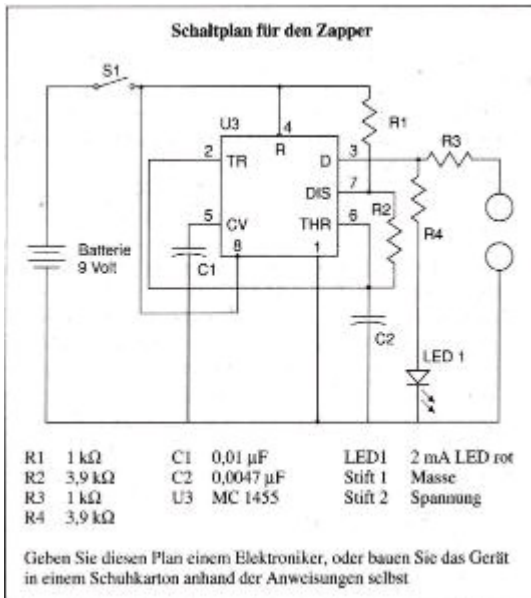 Schaltplan für den Zapper
S1
U3
4
R
R1
R3
2
TR
D
3
DIS
7
R2
5
CV
THR
6
R4
8
1
Batterie
9 Volt
C1
C2
LED 1
R1 1 kΩ C1 0,01 µF LED1 2 mA LED rot
R2 3,9 kΩ C2 0,0047 µF Stift 1 Masse
R3 1 kΩ U3 MC 1455 Stift 2 Spannung
R4 3,9 kΩ
Geben Sie diesen Plan einem Elektroniker, oder bauen Sie das Gerät
in einem Schuhkarton anhand der Anweisungen selbst